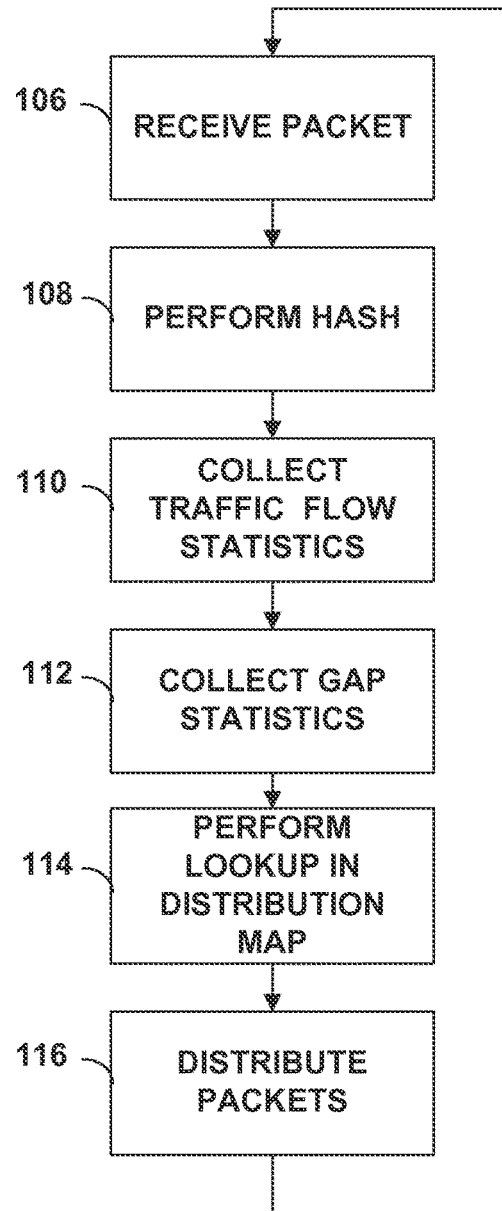 106
RECEIVE PACKET
108
PERFORM HASH
110
COLLECT
TRAFFIC FLOW
STATISTICS
112
COLLECT GAP
STATISTICS
114
PERFORM
LOOKUP IN
DISTRIBUTION
MAP
116
DISTRIBUTE
PACKETS